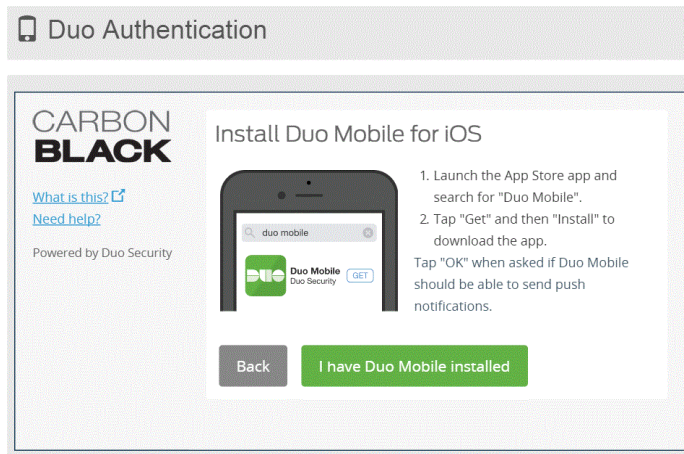 Duo Authentication
CARBON
BLACK
What is this?
Need help?
Powered by Duo Security
Install Duo Mobile for iOS
duo mobile
DUO
Duo Mobile
Duo Security
GET
1. Launch the App Store app and
search for "Duo Mobile".
2. Tap "Get" and then "Install" to
download the app.
Tap "OK" when asked if Duo Mobile
should be able to send push
notifications.
Back
I have Duo Mobile installed